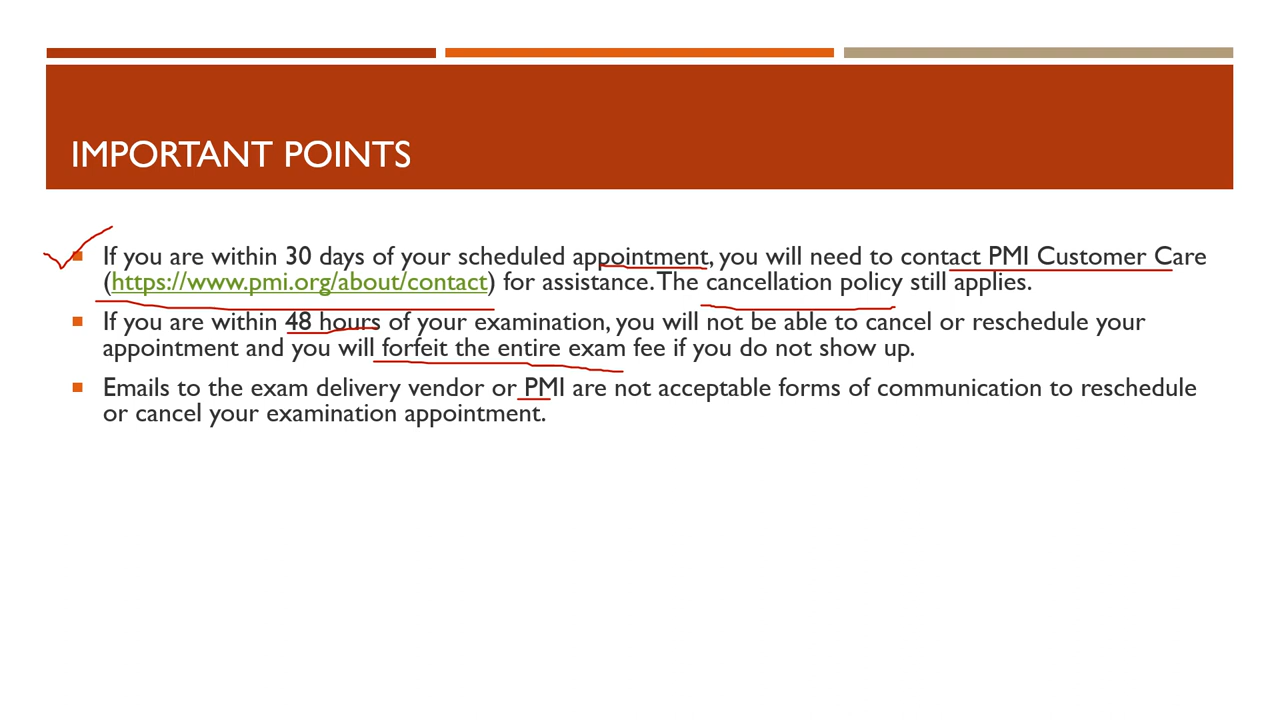 IMPORTANT POINTS
If you are within 30 days of your scheduled appointment, you will need to contact PMI Customer Care
(https://www.pmi.org/about/contact) for assistance. The cancellation policy still applies.
If you are within 48 hours of your examination, you will not be able to cancel or reschedule your
appointment and you will forfeit the entire exam fee if you do not show up.
Emails to the exam delivery vendor or PMI are not acceptable forms of communication to reschedule
or cancel your examination appointment.